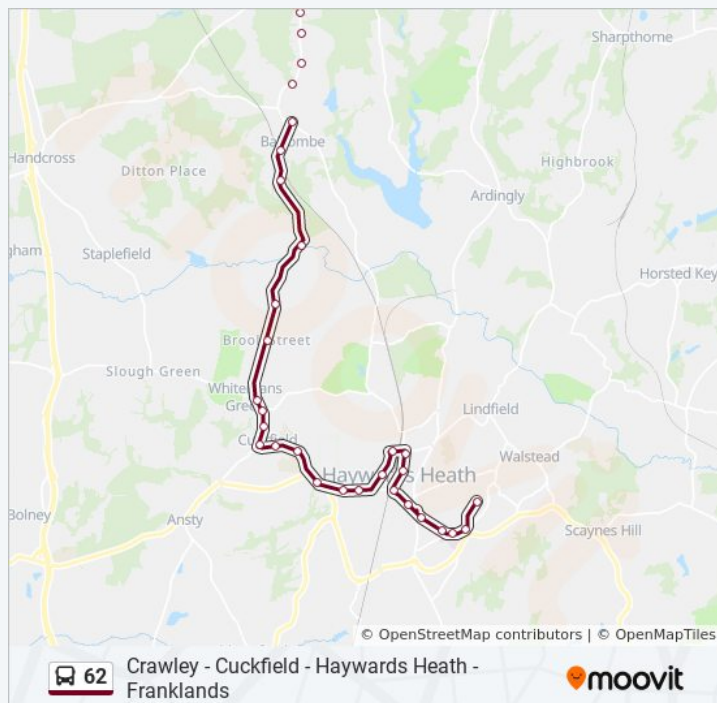 Sharpthorne
Balcombe
Handcross
Highbrook
Ditton Place
Ardingly
Staplefield
Horsted Key
Brook Street
Slough Green
Whitemans
Green
Lindfield
Cuckfield
Walstead
Haywards Heath
Bolney
Ansty
Scaynes Hill
© OpenStreetMap contributors | © OpenMapTiles
62
Crawley - Cuckfield - Haywards Heath -
Franklands
moovit